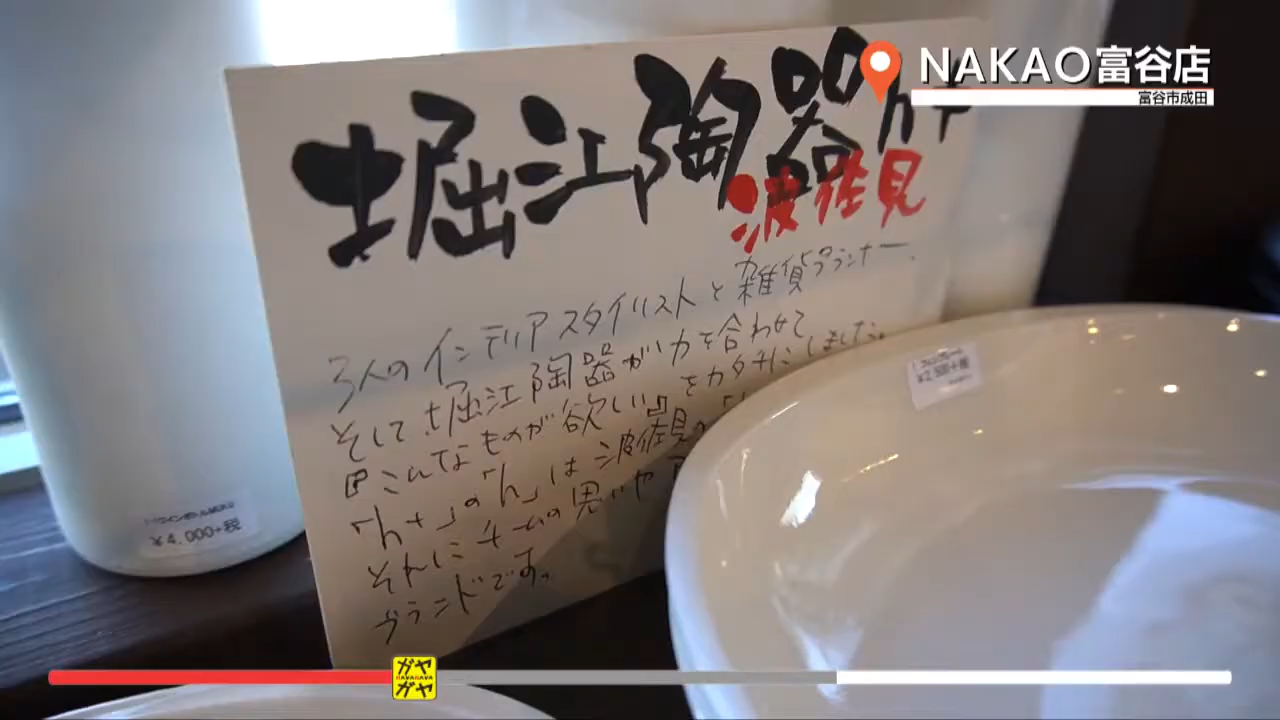 NAKAO富谷店
富谷市成田
堀江陶器 h+
波佐見
3人のインテリアスタイリストと雑貨プランナー、
そして、堀江陶器が力を合わせて
『こんなものが欲しい』をカタチにしました。
「h+」の「h」は波佐見の「h
それにチームの思いや
ブランドです。
¥4,000+税
¥2,500+税
ガヤ
GAYAGAYA
ガヤ